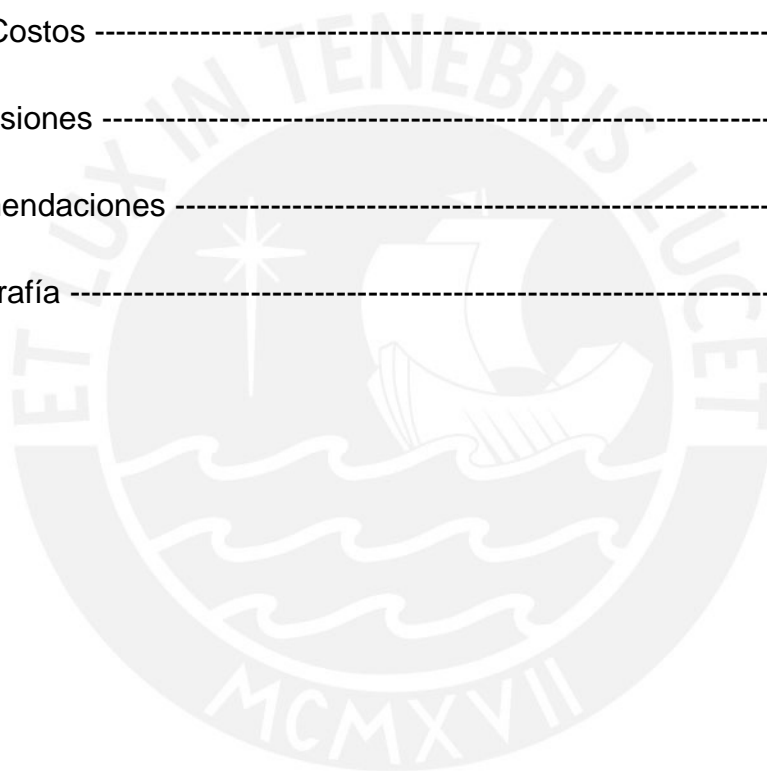 Costos ---------------------------------------------------------------
siones ---------------------------------------------------------------
endaciones -----------------------------------------------------------
rafía ----------------------------------------------------------------
ET LUX IN TENEBRIS LUCET
MCMXVII